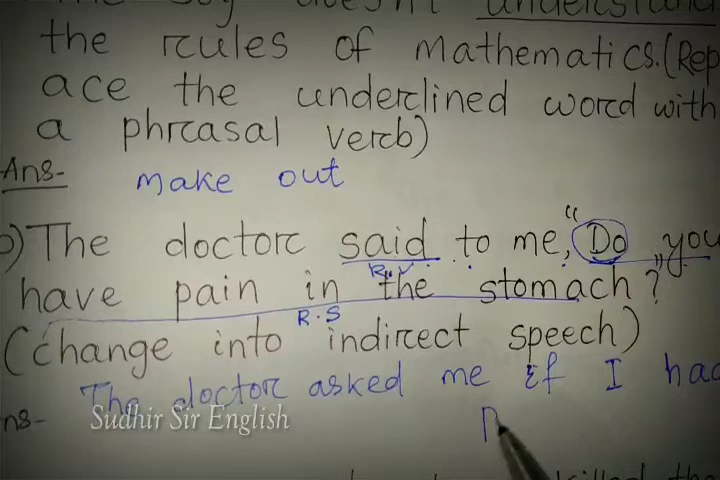 understand
the rules of mathematics. (Rep
ace the underlined word with
a phrasal verb)
Ans- make out
) The doctor said to me, "Do you
R.V
have pain in the stomach?"
R.S
(change into indirect speech)
The doctor asked me if I had
ns-
Sudhir Sir English